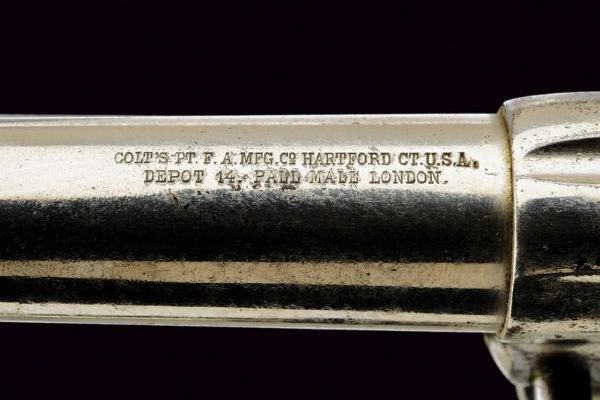 COLT'S PT. F. A. MFG. Cº HARTFORD CT. U.S.A.
DEPOT 14. PALL MALL LONDON.